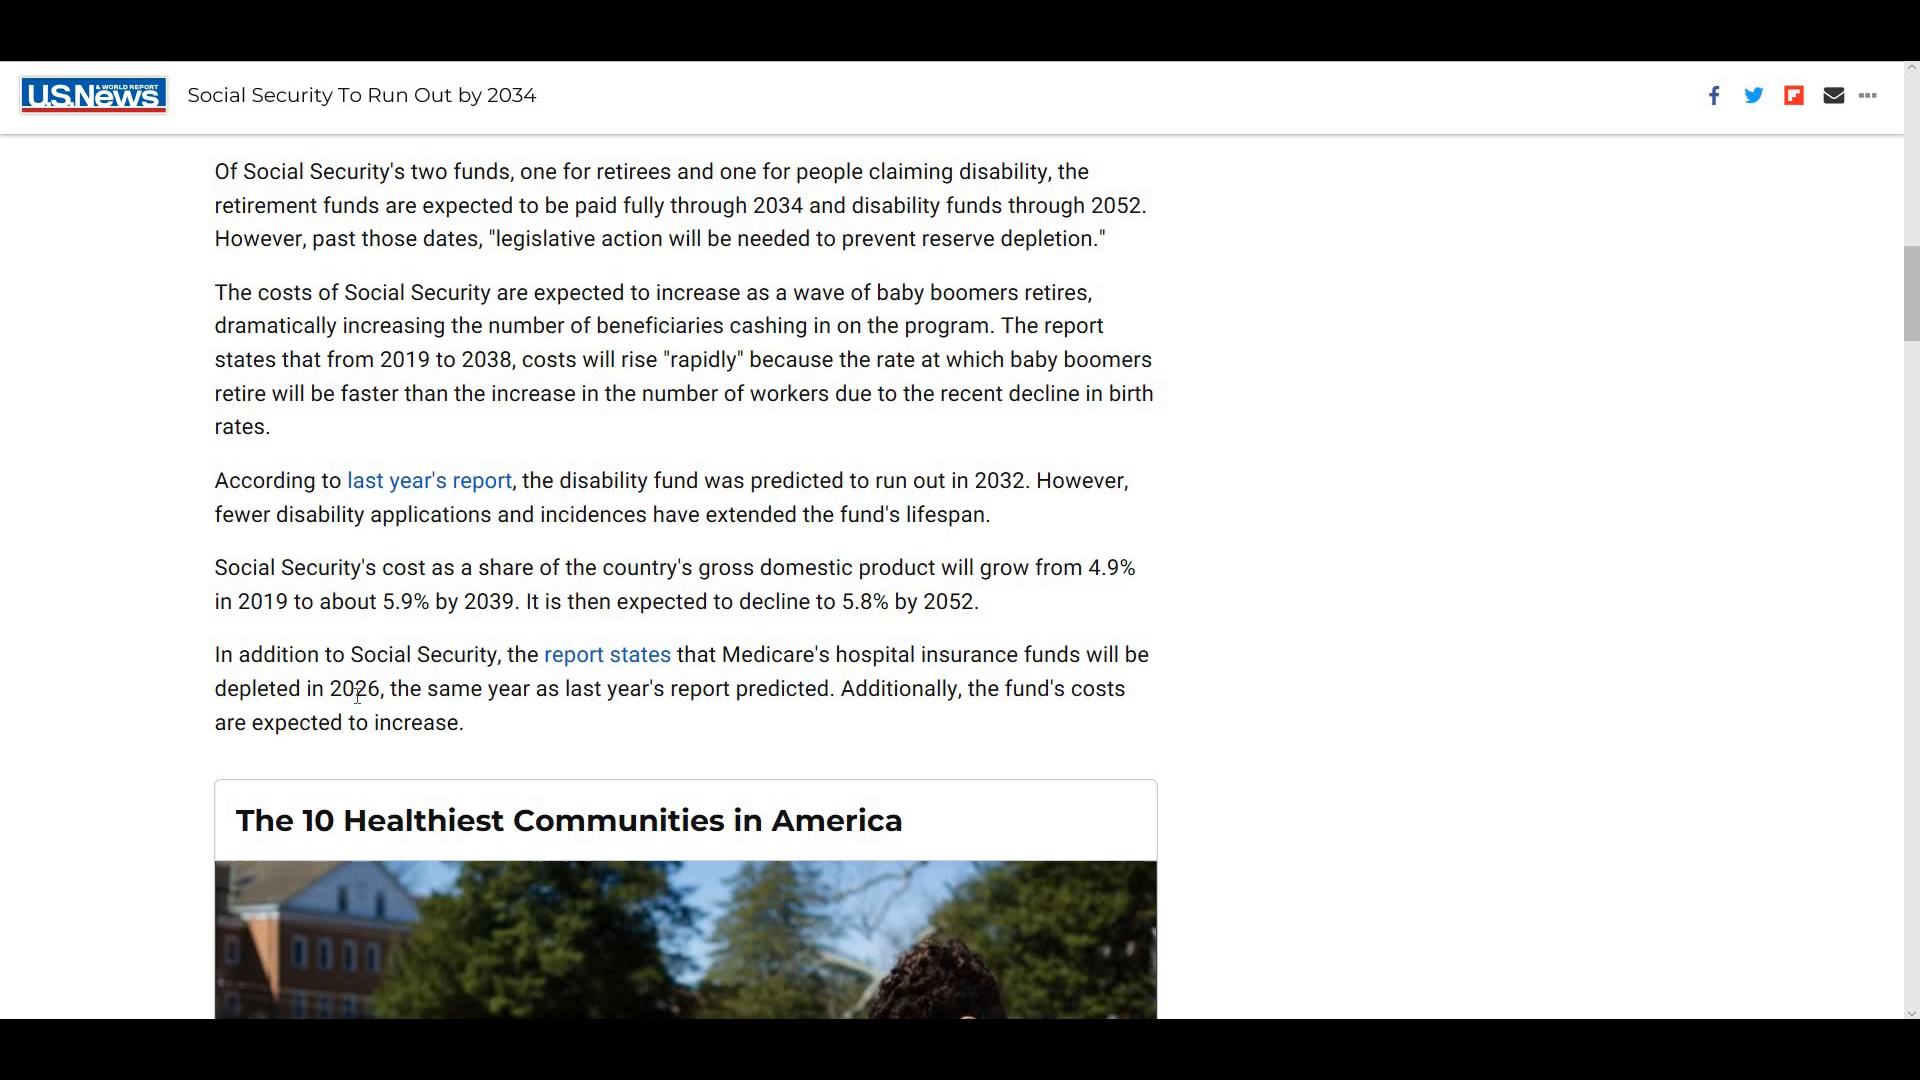 U.S.News
& WORLD REPORT
Social Security To Run Out by 2034
Of Social Security's two funds, one for retirees and one for people claiming disability, the
retirement funds are expected to be paid fully through 2034 and disability funds through 2052.
However, past those dates, "legislative action will be needed to prevent reserve depletion."
The costs of Social Security are expected to increase as a wave of baby boomers retires,
dramatically increasing the number of beneficiaries cashing in on the program. The report
states that from 2019 to 2038, costs will rise "rapidly" because the rate at which baby boomers
retire will be faster than the increase in the number of workers due to the recent decline in birth
rates.
According to last year's report, the disability fund was predicted to run out in 2032. However,
fewer disability applications and incidences have extended the fund's lifespan.
Social Security's cost as a share of the country's gross domestic product will grow from 4.9%
in 2019 to about 5.9% by 2039. It is then expected to decline to 5.8% by 2052.
In addition to Social Security, the report states that Medicare's hospital insurance funds will be
depleted in 2026, the same year as last year's report predicted. Additionally, the fund's costs
are expected to increase.
The 10 Healthiest Communities in America